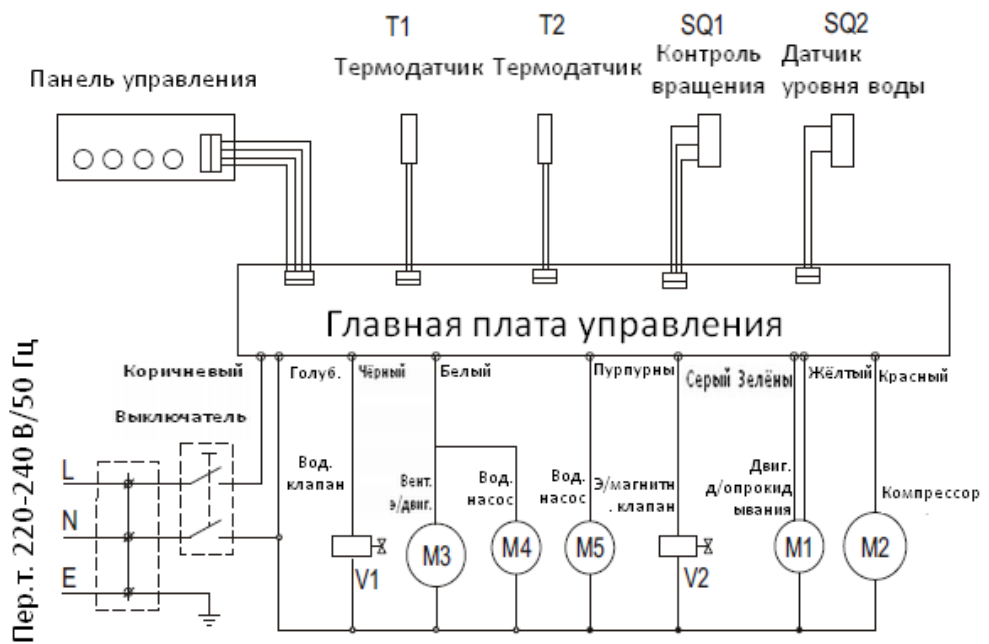 T1 T2 SQ1 SQ2
Панель управления
Термодатчик Термодатчик
Контроль
вращения
Датчик
уровня воды
Главная плата управления
Пер.т. 220-240 В/50 Гц
Коричневый
Голуб.
Чёрный
Белый
Пурпурны
Серый Зелёны
Жёлтый
Красный
Выключатель
Вод.
клапан
Вент.
э/двиг.
Вод.
насос
Вод.
насос
Э/магнитн
. клапан
Двиг.
д/опрокид
ывания
Компрессор
L
N
E
V1
M3
M4
M5
V2
M1
M2